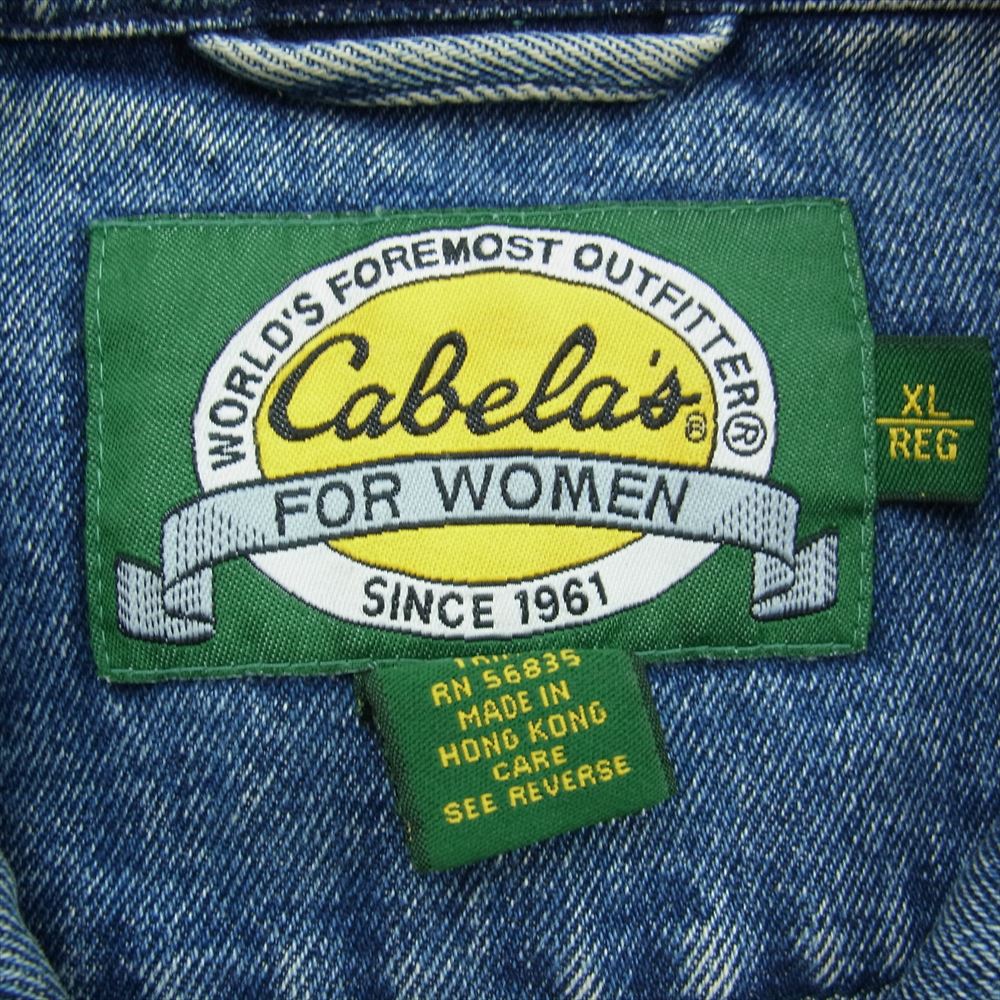 WORLD'S FOREMOST OUTFITTER®
Cabela's®
FOR WOMEN
SINCE 1961
XL
REG
RN 56835
MADE IN
HONG KONG
CARE
SEE REVERSE